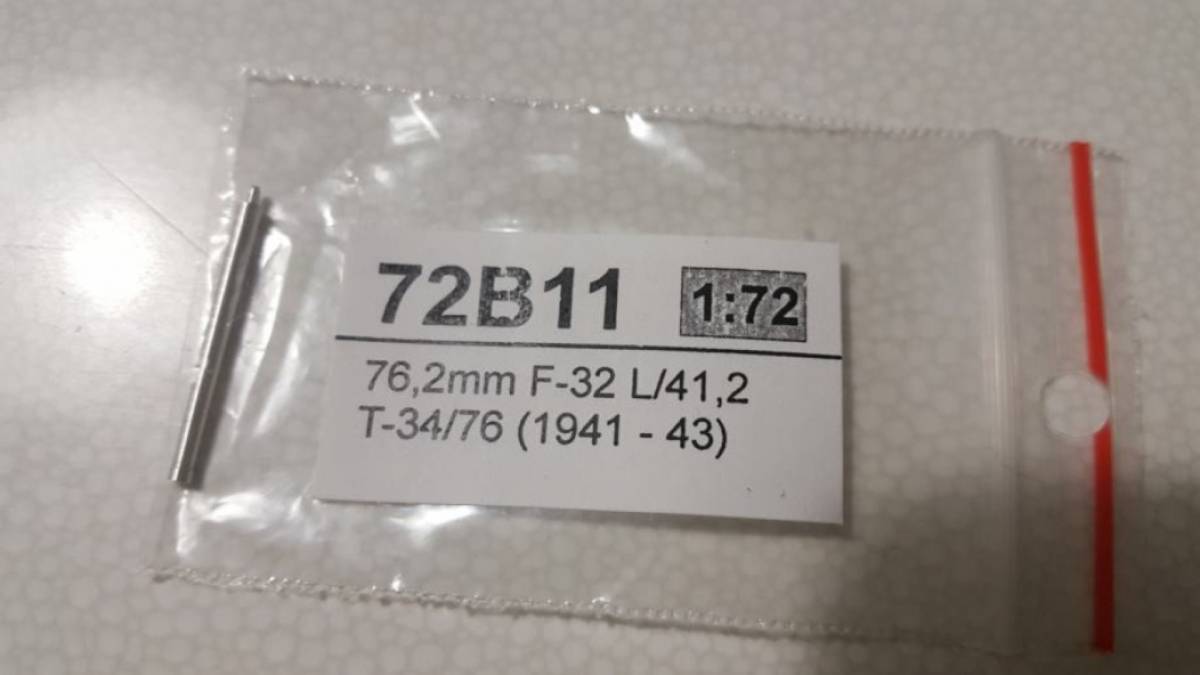 72B11 1:72
76,2mm F-32 L/41,2
T-34/76 (1941 - 43)